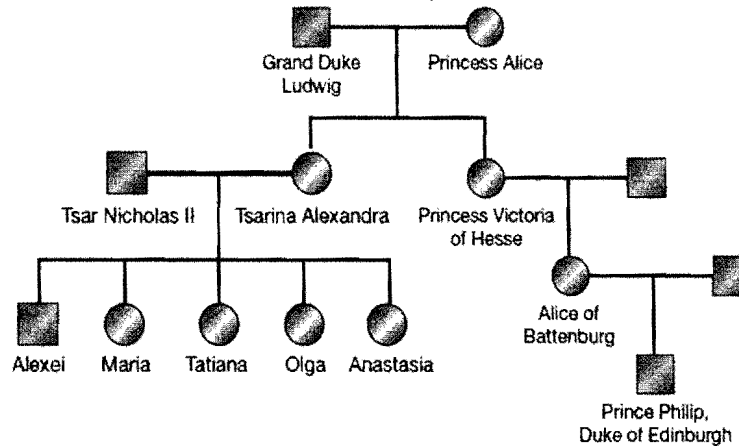 Grand Duke
Ludwig
Princess Alice
Tsar Nicholas II
Tsarina Alexandra
Princess Victoria
of Hesse
Alexei
Maria
Tatiana
Olga
Anastasia
Alice of
Battenburg
Prince Philip,
Duke of Edinburgh